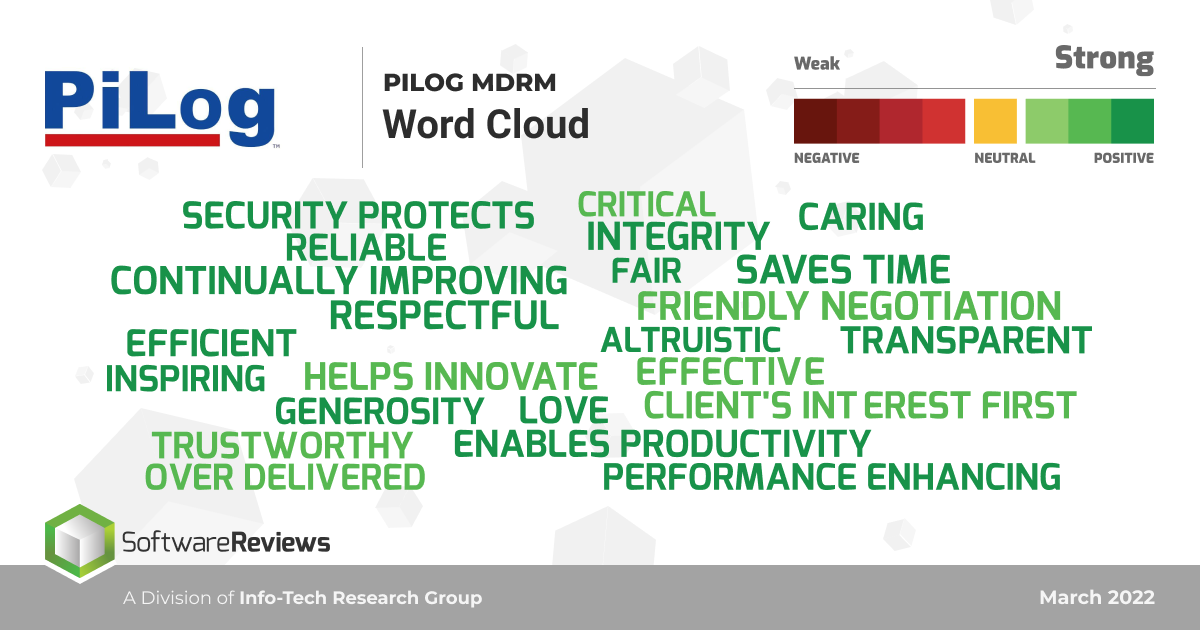 PiLog
TM
PILOG MDRM
Word Cloud
Weak
Strong
NEGATIVE
NEUTRAL
POSITIVE
SECURITY PROTECTS
CRITICAL
CARING
RELIABLE
INTEGRITY
CONTINUALLY IMPROVING
FAIR
SAVES TIME
RESPECTFUL
FRIENDLY NEGOTIATION
EFFICIENT
ALTRUISTIC
TRANSPARENT
INSPIRING
HELPS INNOVATE
EFFECTIVE
GENEROSITY
LOVE
CLIENT'S INT EREST FIRST
TRUSTWORTHY
ENABLES PRODUCTIVITY
OVER DELIVERED
PERFORMANCE ENHANCING
SoftwareReviews
A Division of Info-Tech Research Group
March 2022